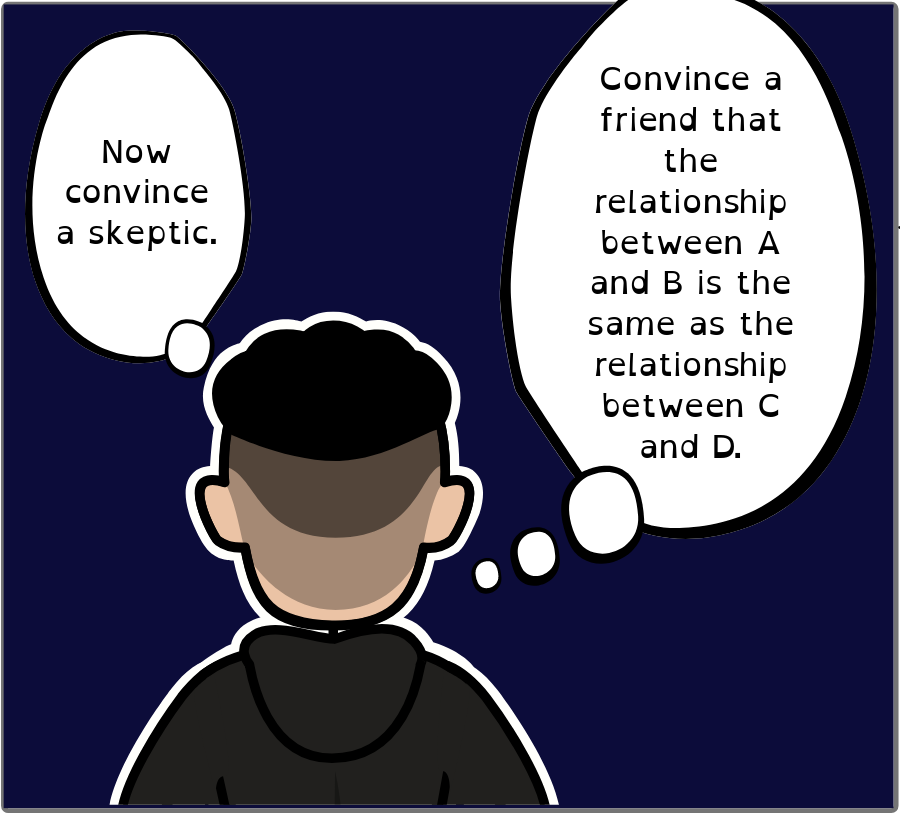 Now
convince
a skeptic.
Convince a
friend that
the
relationship
between A
and B is the
same as the
relationship
between C
and D.